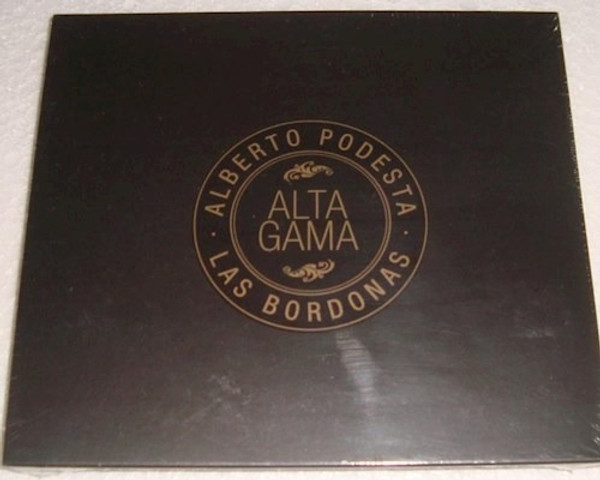 ALBERTO PODESTA
ALTA
GAMA
· LAS BORDONAS ·